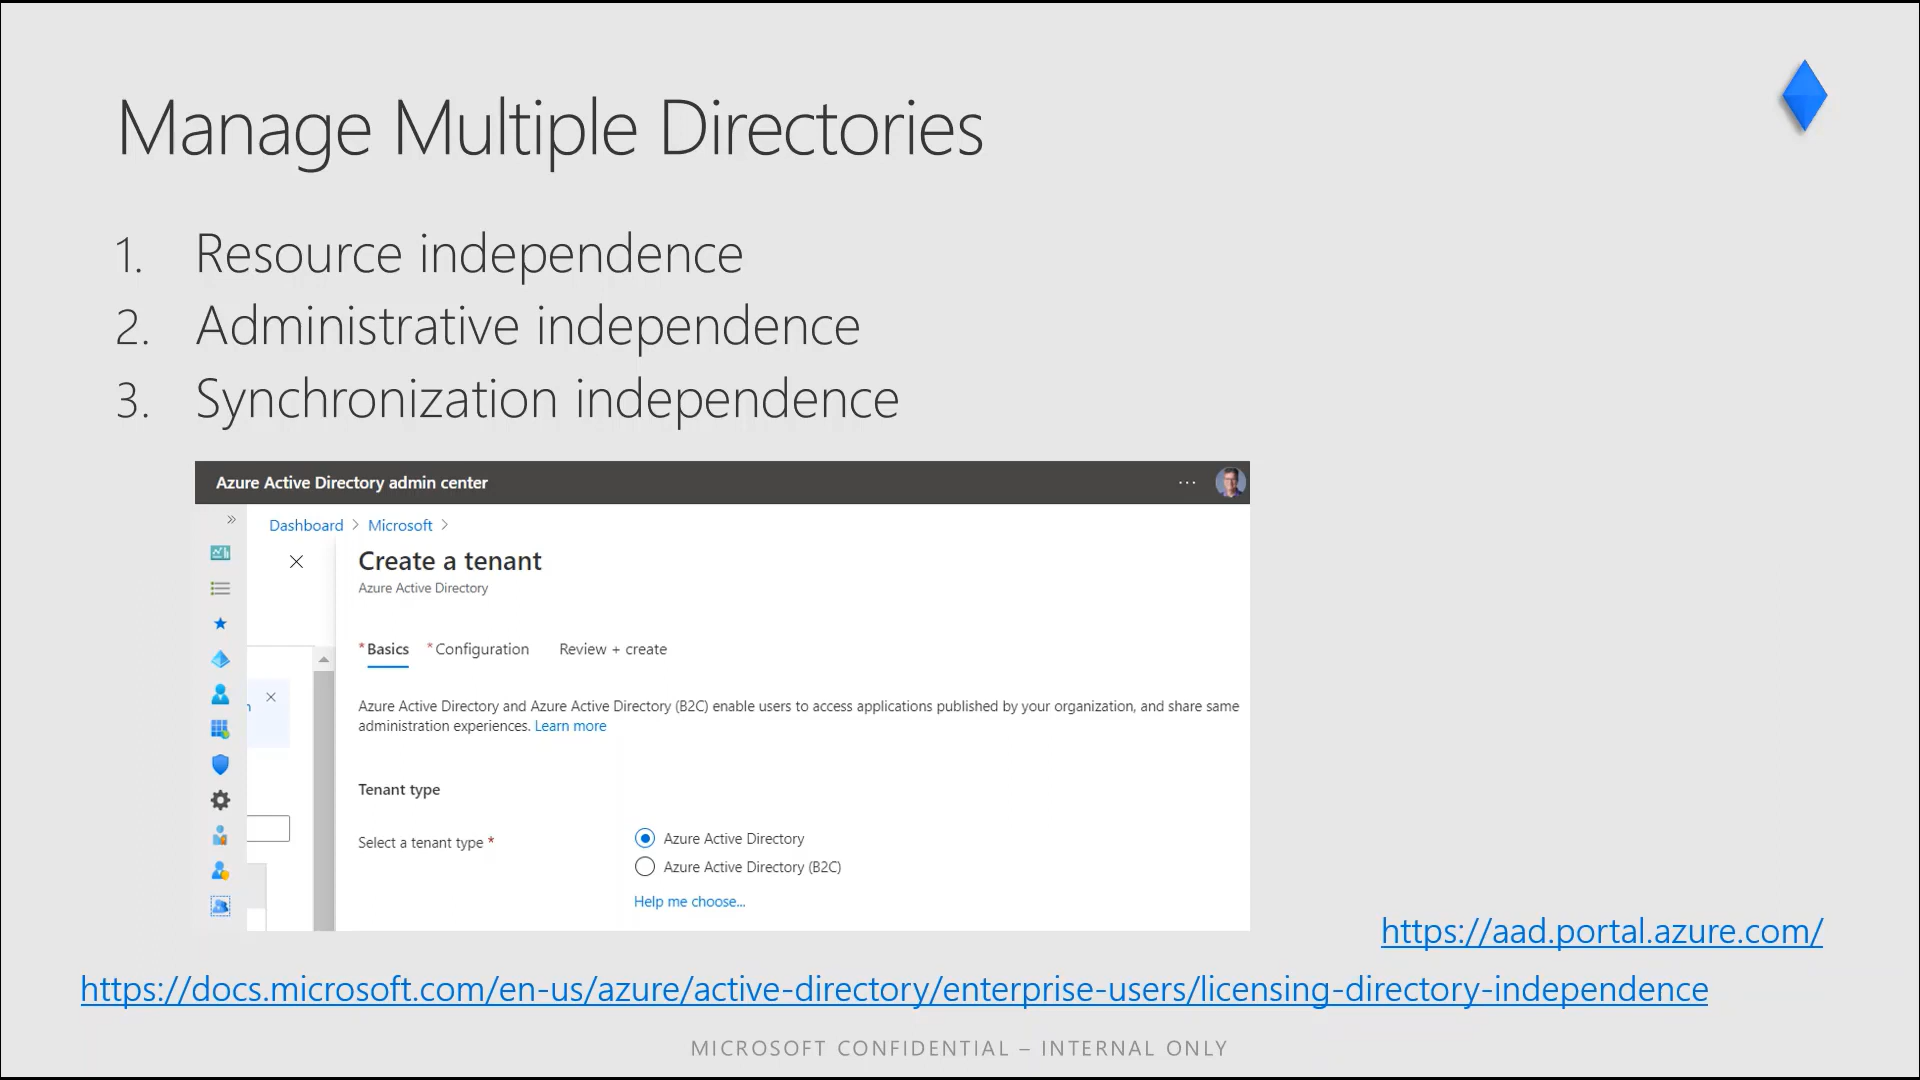 Manage Multiple Directories
1. Resource independence
2. Administrative independence
3. Synchronization independence
Azure Active Directory admin center ···
» Dashboard > Microsoft >
Create a tenant
Azure Active Directory
* Basics * Configuration Review + create
Azure Active Directory and Azure Active Directory (B2C) enable users to access applications published by your organization, and share same
administration experiences. Learn more
Tenant type
Select a tenant type *
Azure Active Directory
Azure Active Directory (B2C)
Help me choose...
https://aad.portal.azure.com/
https://docs.microsoft.com/en-us/azure/active-directory/enterprise-users/licensing-directory-independence
MICROSOFT CONFIDENTIAL – INTERNAL ONLY